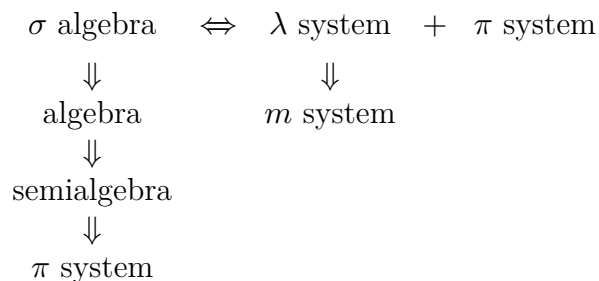 σ algebra ⇔ λ system + π system
⇓ ⇓
algebra m system
⇓
semialgebra
⇓
π system